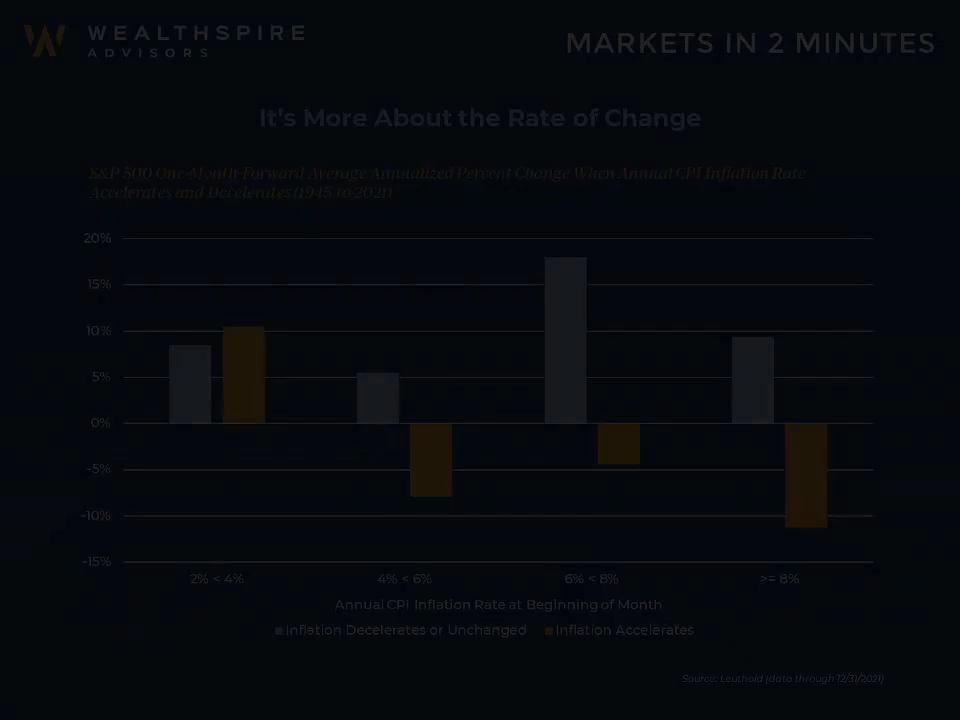 WEALTHSPIRE
ADVISORS
MARKETS IN 2 MINUTES
It's More About the Rate of Change
S&P 500 One-Month-Forward Average Annualized Percent Change When Annual CPI Inflation Rate
Accelerates and Decelerates (1945 to 2021)
20%
15%
10%
5%
0%
-5%
-10%
-15%
2% < 4%
4% < 6%
6% < 8%
>= 8%
Annual CPI Inflation Rate at Beginning of Month
Inflation Decelerates or Unchanged
Inflation Accelerates
Source: Leuthold (data through 12/31/2021)